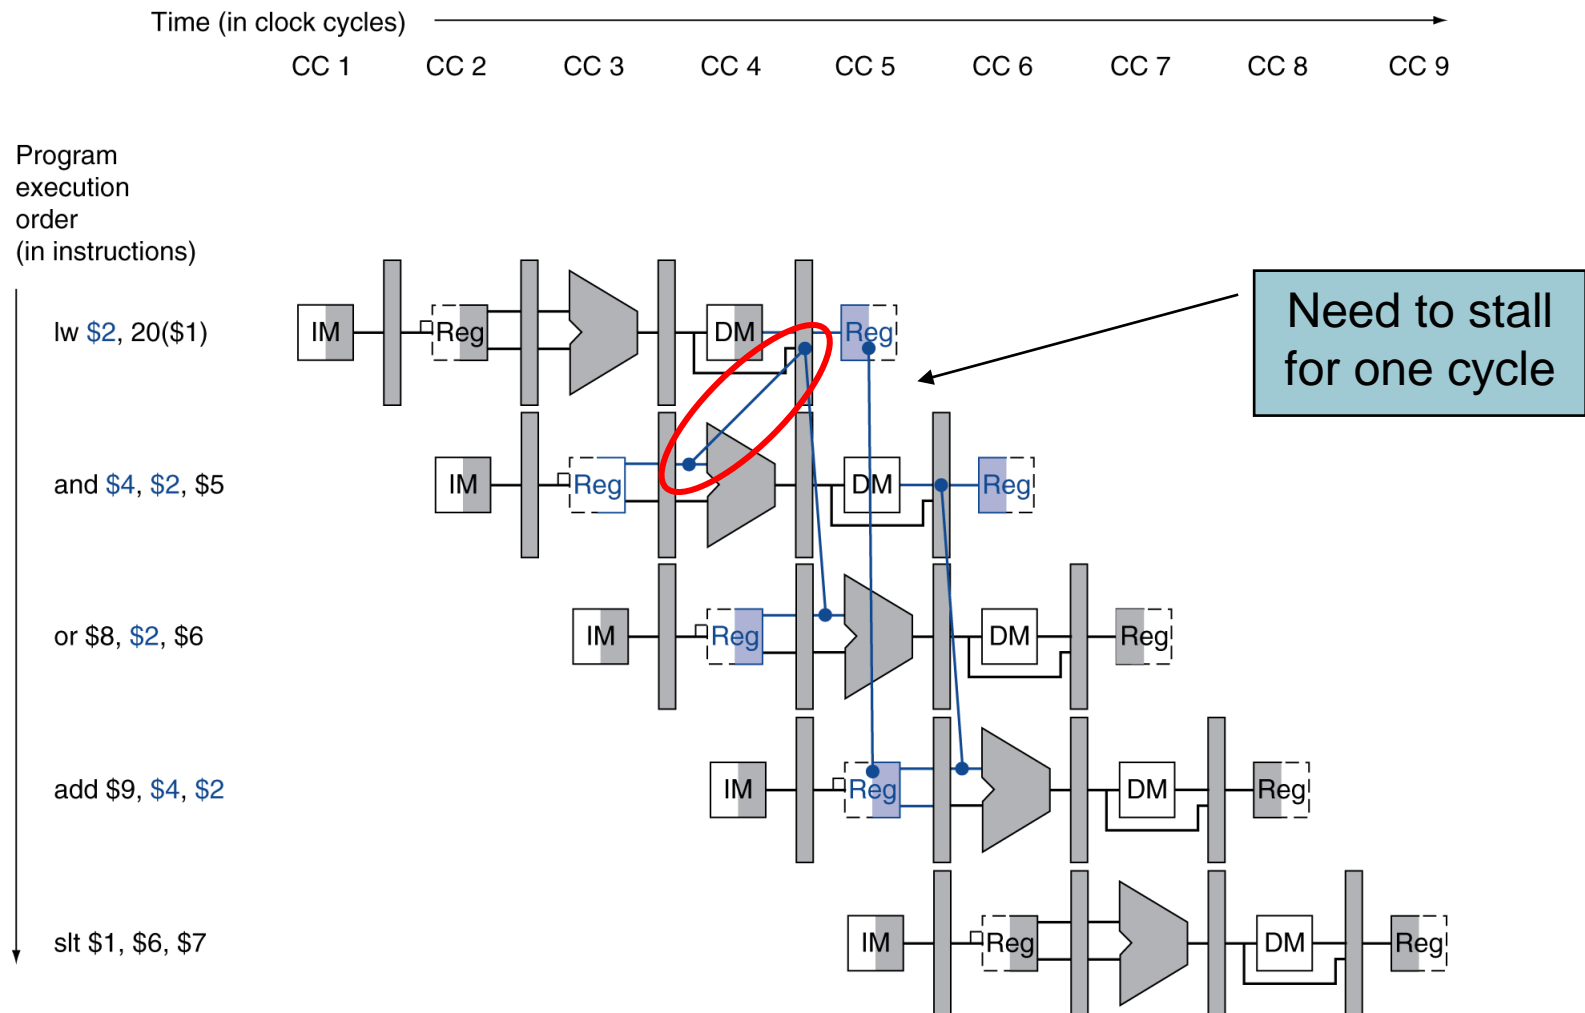 Time (in clock cycles)
CC 1 CC 2 CC 3 CC 4 CC 5 CC 6 CC 7 CC 8 CC 9
Program
execution
order
(in instructions)
Need to stall
for one cycle
lw $2, 20($1) IM Reg DM Reg
and $4, $2, $5 IM Reg DM Reg
or $8, $2, $6 IM Reg DM Reg
add $9, $4, $2 IM Reg DM Reg
slt $1, $6, $7 IM Reg DM Reg